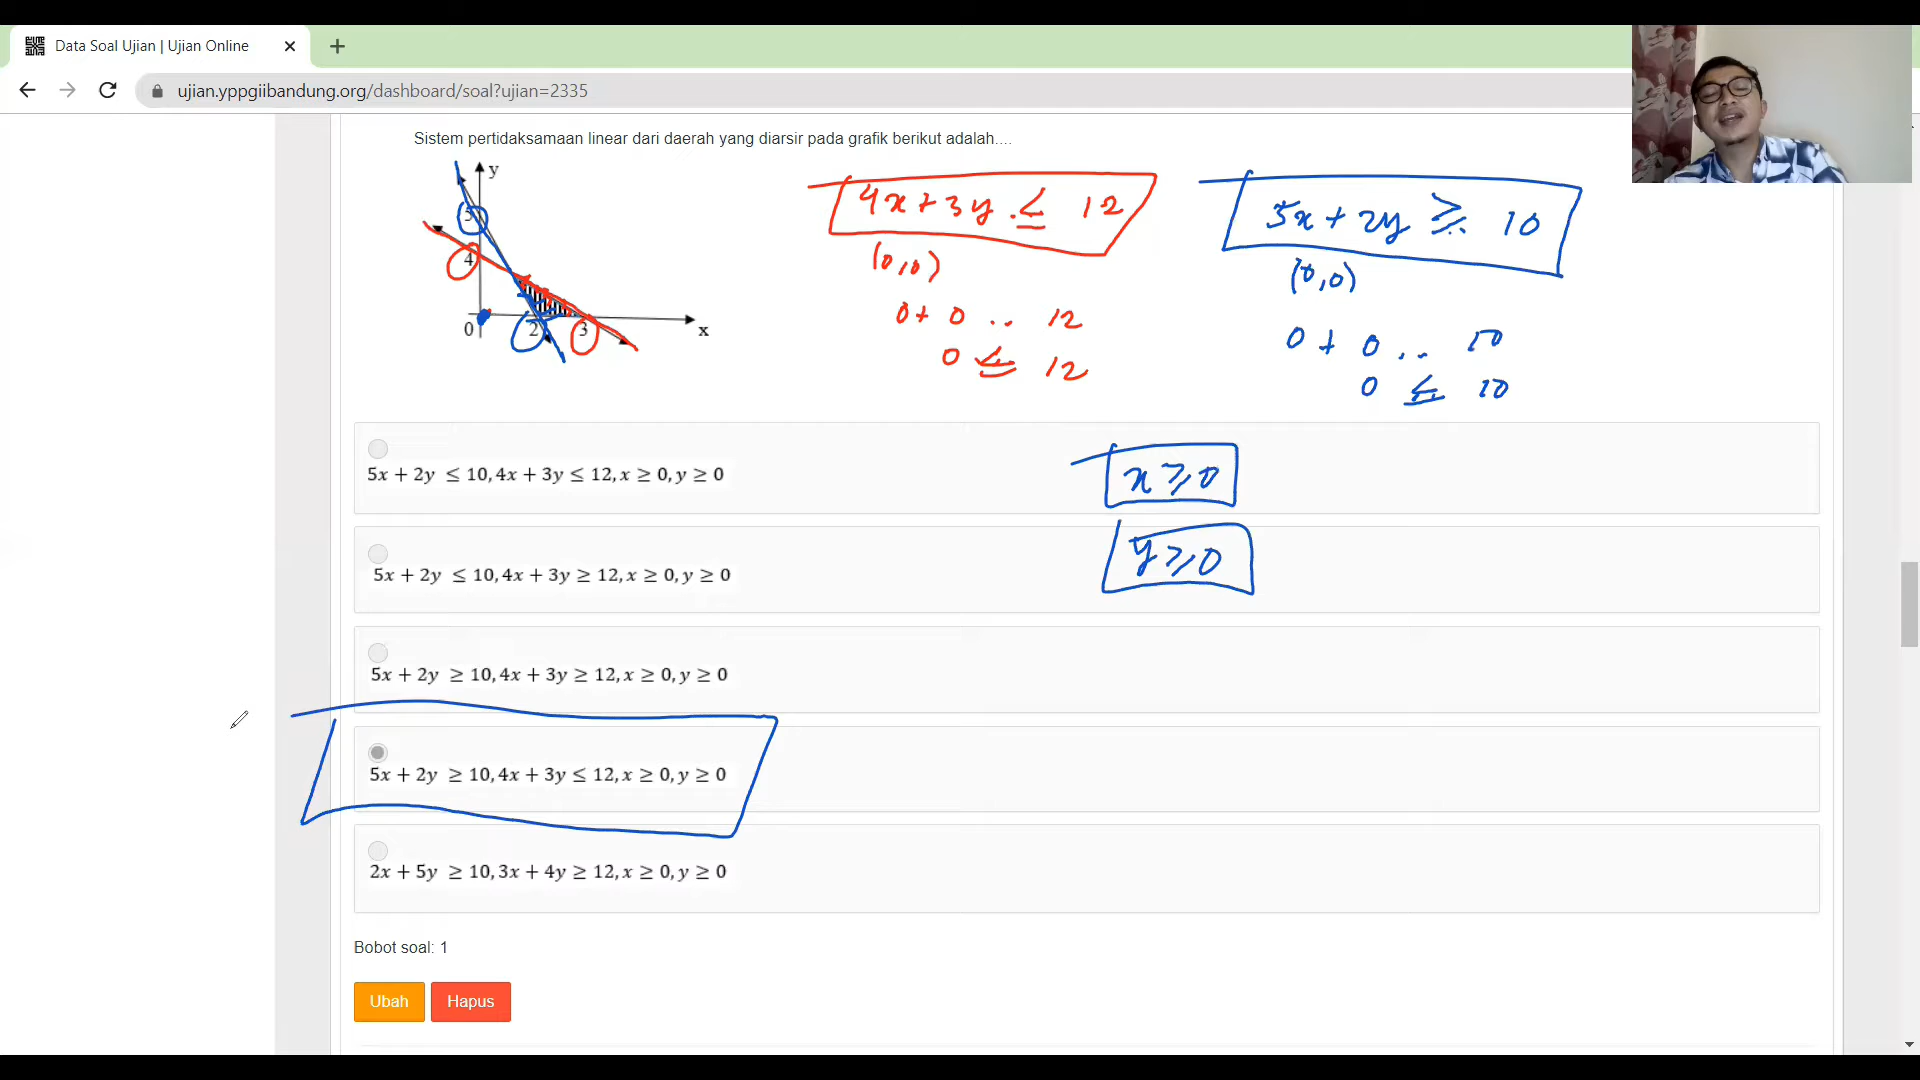 Data Soal Ujian | Ujian Online
ujian.yppgiibandung.org/dashboard/soal?ujian=2335
Sistem pertidaksamaan linear dari daerah yang diarsir pada grafik berikut adalah....
y
5
4
0 2 3 x
4x + 3y ≤ 12
(0,0)
0 + 0 .. 12
0 ≤ 12
5x + 2y ≥ 10
(0,0)
0 + 0 .. 10
0 ≤ 10
5x + 2y ≤ 10, 4x + 3y ≤ 12, x ≥ 0, y ≥ 0
x ≥ 0
5x + 2y ≤ 10, 4x + 3y ≥ 12, x ≥ 0, y ≥ 0
y ≥ 0
5x + 2y ≥ 10, 4x + 3y ≥ 12, x ≥ 0, y ≥ 0
5x + 2y ≥ 10, 4x + 3y ≤ 12, x ≥ 0, y ≥ 0
2x + 5y ≥ 10, 3x + 4y ≥ 12, x ≥ 0, y ≥ 0
Bobot soal: 1
Ubah Hapus